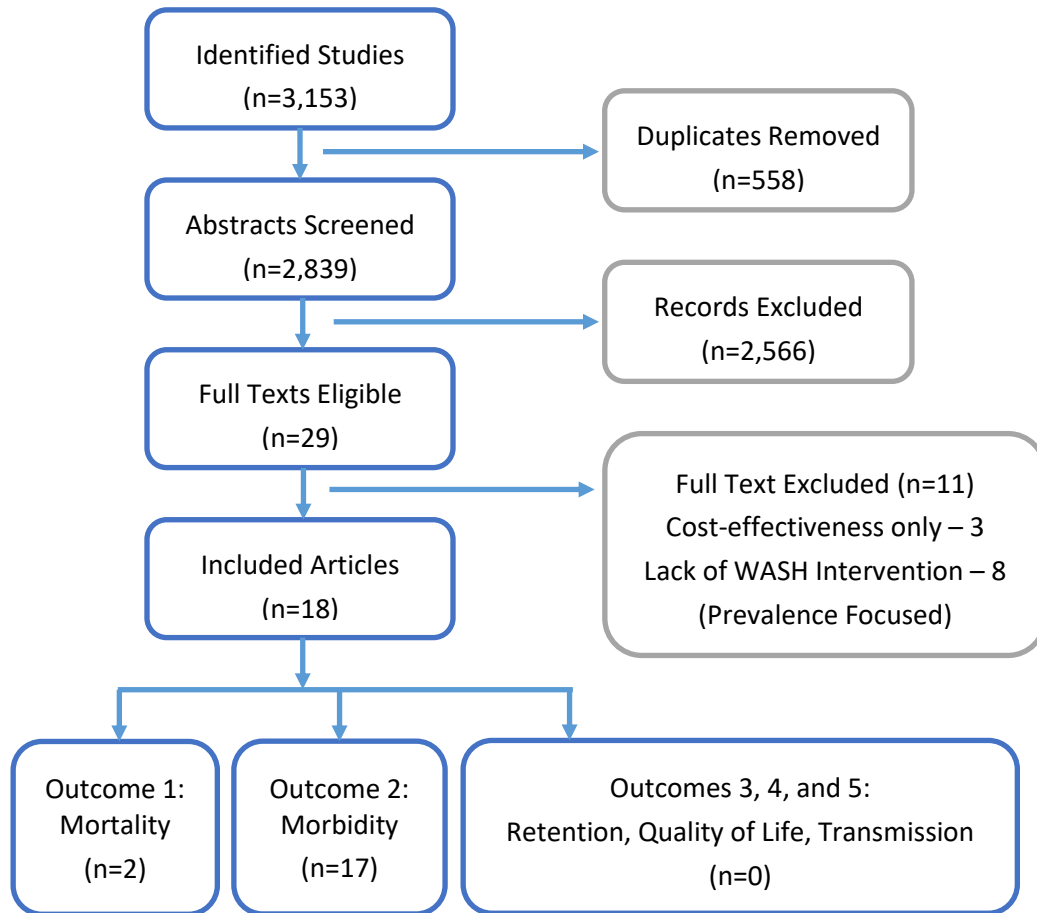 Identified Studies
(n=3,153)
Duplicates Removed
(n=558)
Abstracts Screened
(n=2,839)
Records Excluded
(n=2,566)
Full Texts Eligible
(n=29)
Full Text Excluded (n=11)
Cost-effectiveness only – 3
Lack of WASH Intervention – 8
(Prevalence Focused)
Included Articles
(n=18)
Outcome 1:
Mortality
(n=2)
Outcome 2:
Morbidity
(n=17)
Outcomes 3, 4, and 5:
Retention, Quality of Life, Transmission
(n=0)